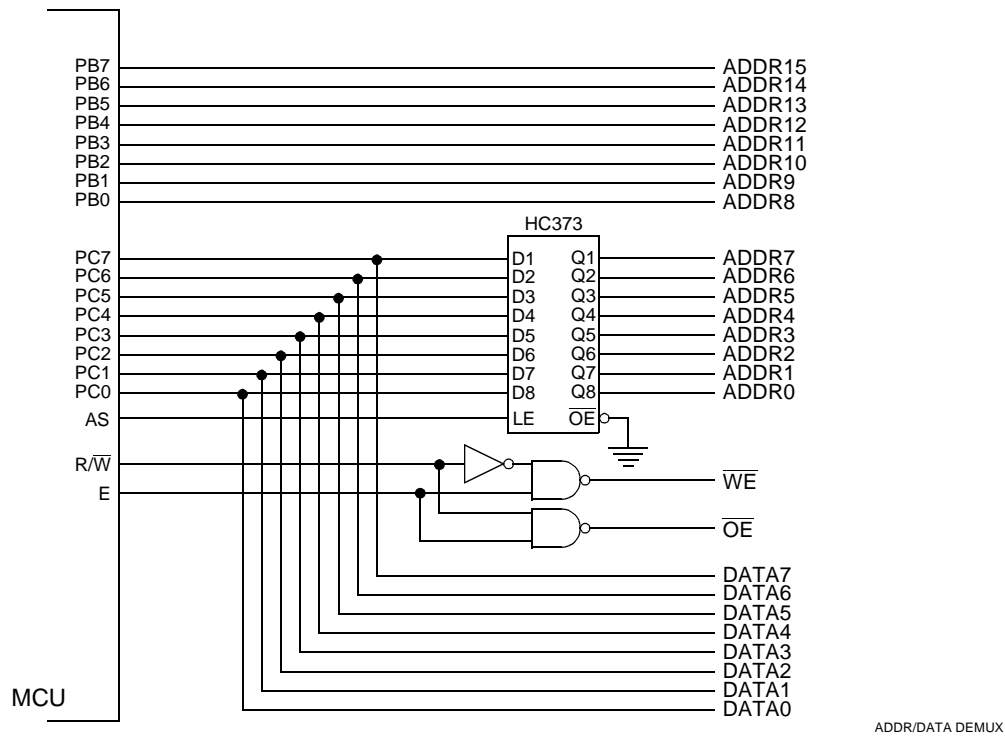 PB7 ADDR15
PB6 ADDR14
PB5 ADDR13
PB4 ADDR12
PB3 ADDR11
PB2 ADDR10
PB1 ADDR9
PB0 ADDR8
HC373
PC7 D1 Q1 ADDR7
PC6 D2 Q2 ADDR6
PC5 D3 Q3 ADDR5
PC4 D4 Q4 ADDR4
PC3 D5 Q5 ADDR3
PC2 D6 Q6 ADDR2
PC1 D7 Q7 ADDR1
PC0 D8 Q8 ADDR0
AS LE O̅E̅
R/W̅
W̅E̅
E
O̅E̅
DATA7
DATA6
DATA5
DATA4
DATA3
DATA2
DATA1
DATA0
MCU
ADDR/DATA DEMUX